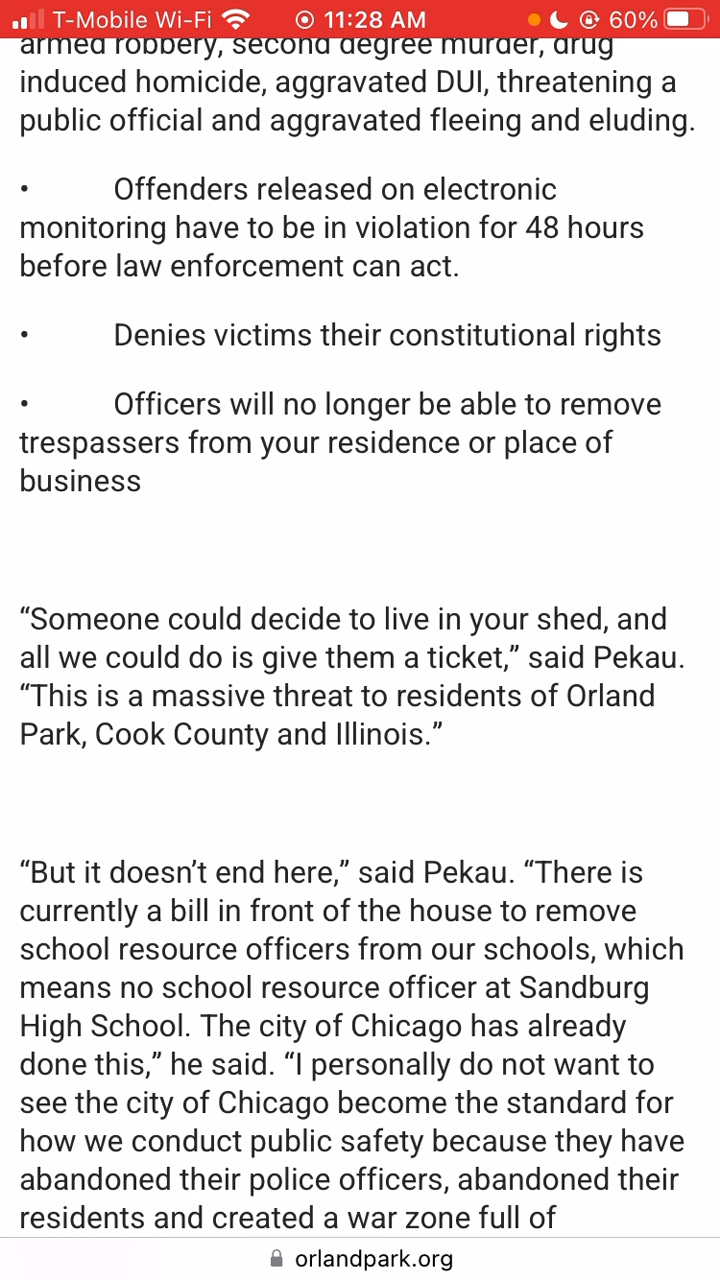 T-Mobile Wi-Fi 11:28 AM 60%
armed robbery, second degree murder, drug
induced homicide, aggravated DUI, threatening a
public official and aggravated fleeing and eluding.
• Offenders released on electronic
monitoring have to be in violation for 48 hours
before law enforcement can act.
• Denies victims their constitutional rights
• Officers will no longer be able to remove
trespassers from your residence or place of
business
“Someone could decide to live in your shed, and
all we could do is give them a ticket,” said Pekau.
“This is a massive threat to residents of Orland
Park, Cook County and Illinois.”
“But it doesn’t end here,” said Pekau. “There is
currently a bill in front of the house to remove
school resource officers from our schools, which
means no school resource officer at Sandburg
High School. The city of Chicago has already
done this,” he said. “I personally do not want to
see the city of Chicago become the standard for
how we conduct public safety because they have
abandoned their police officers, abandoned their
residents and created a war zone full of
orlandpark.org